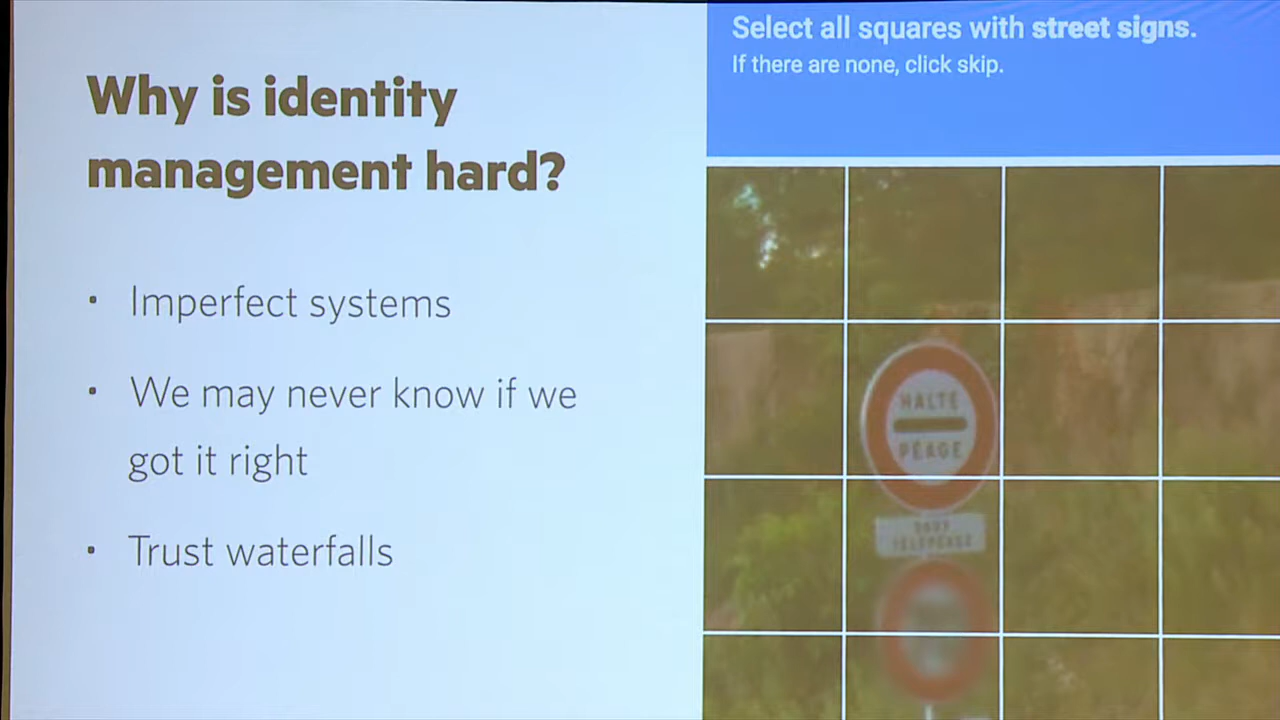 Why is identity
management hard?
· Imperfect systems
· We may never know if we
got it right
· Trust waterfalls
Select all squares with street signs.
If there are none, click skip.
HALTE
PÉAGE